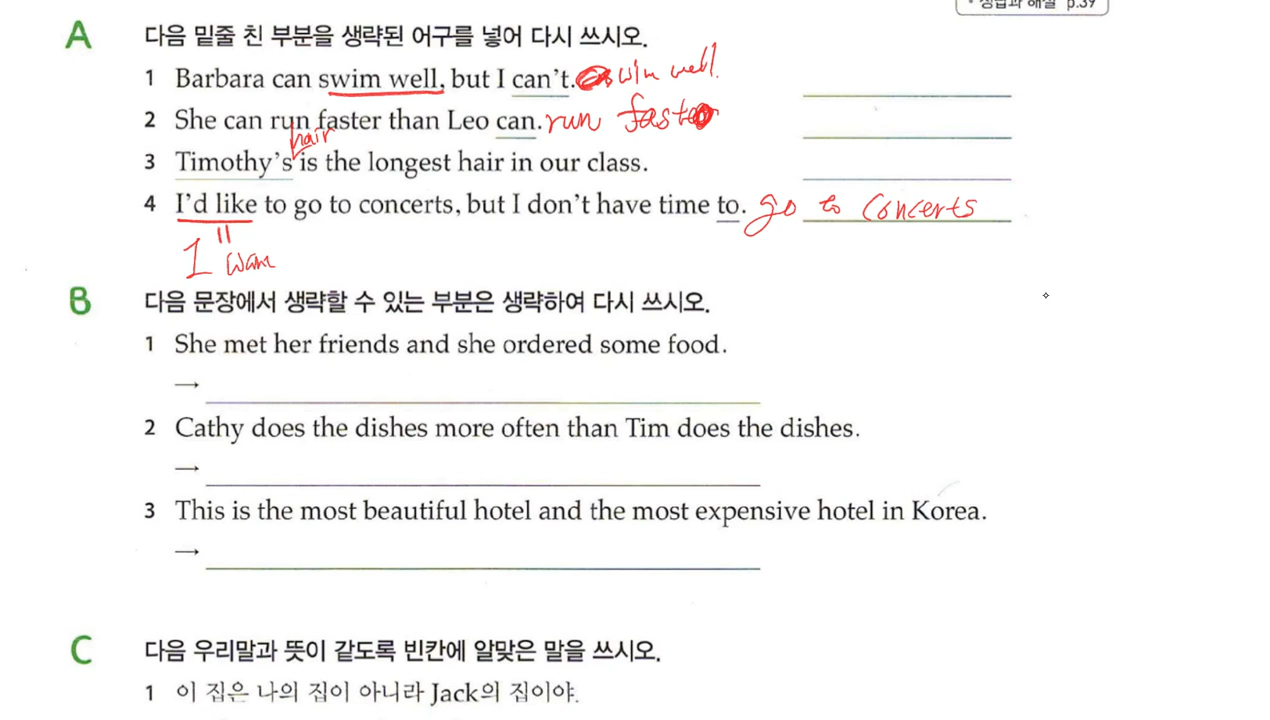 정답과 해설 p.39
A 다음 밑줄 친 부분을 생략된 어구를 넣어 다시 쓰시오.
1 Barbara can swim well, but I can't. swim well.
2 She can run faster than Leo can. run fast
hair
3 Timothy's is the longest hair in our class.
4 I'd like to go to concerts, but I don't have time to. go to concerts
I wan
B 다음 문장에서 생략할 수 있는 부분은 생략하여 다시 쓰시오.
1 She met her friends and she ordered some food.
→
2 Cathy does the dishes more often than Tim does the dishes.
→
3 This is the most beautiful hotel and the most expensive hotel in Korea.
→
C 다음 우리말과 뜻이 같도록 빈칸에 알맞은 말을 쓰시오.
1 이 집은 나의 집이 아니라 Jack의 집이야.